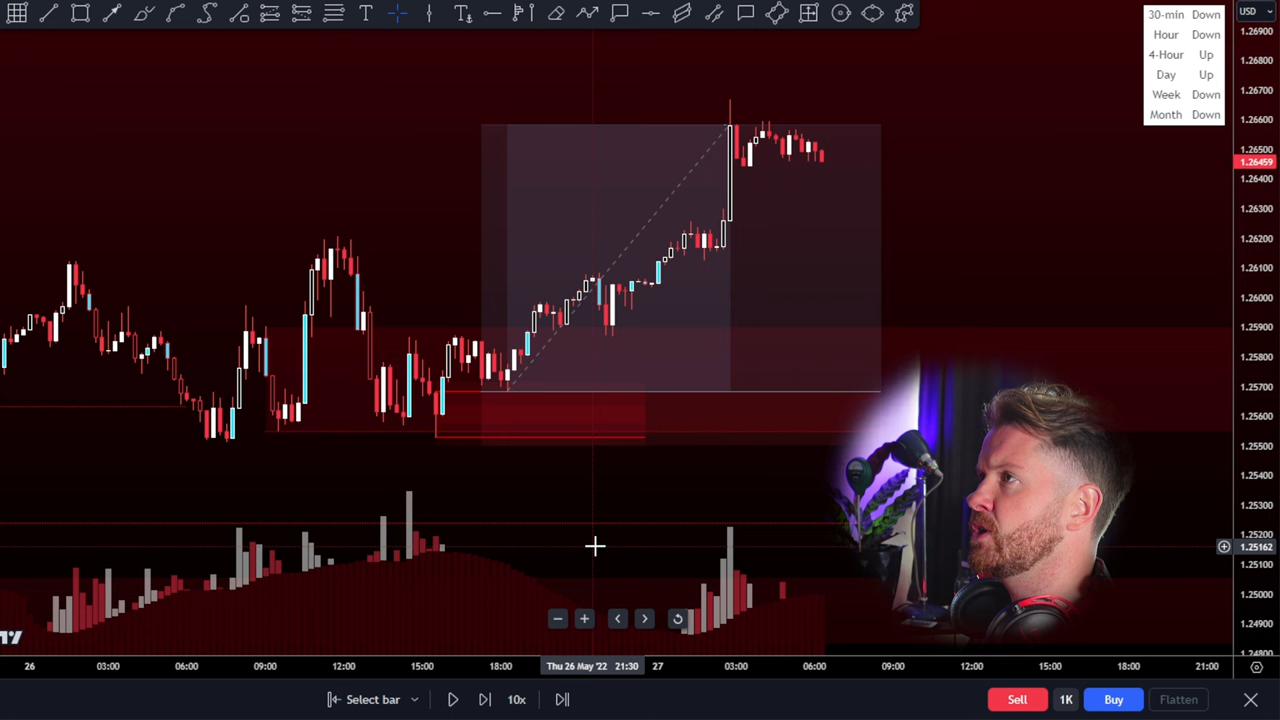 USD
30-min Down
Hour Down
4-Hour Up
Day Up
Week Down
Month Down
1.26900
1.26800
1.26700
1.26600
1.26500
1.26459
1.26400
1.26300
1.26200
1.26100
1.26000
1.25900
1.25800
1.25700
1.25600
1.25500
1.25400
1.25300
1.25200
1.25162
1.25100
1.25000
1.24900
1.24800
26 03:00 06:00 09:00 12:00 15:00 18:00 Thu 26 May '22 21:30 27 03:00 06:00 09:00 12:00 15:00 18:00 21:00
Select bar 10x Sell 1K Buy Flatten